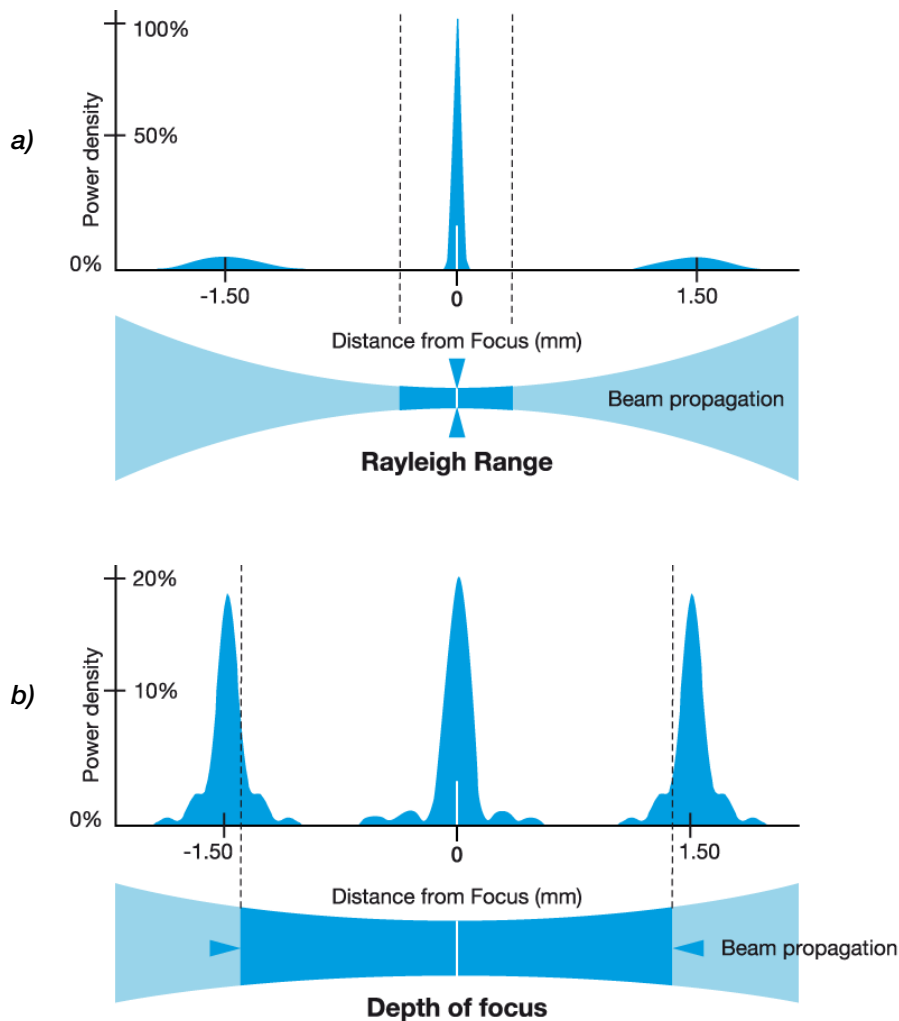 a)
Power density
100%
50%
0%
-1.50
0
1.50
Distance from Focus (mm)
Beam propagation
Rayleigh Range
b)
Power density
20%
10%
0%
-1.50
0
1.50
Distance from Focus (mm)
Beam propagation
Depth of focus